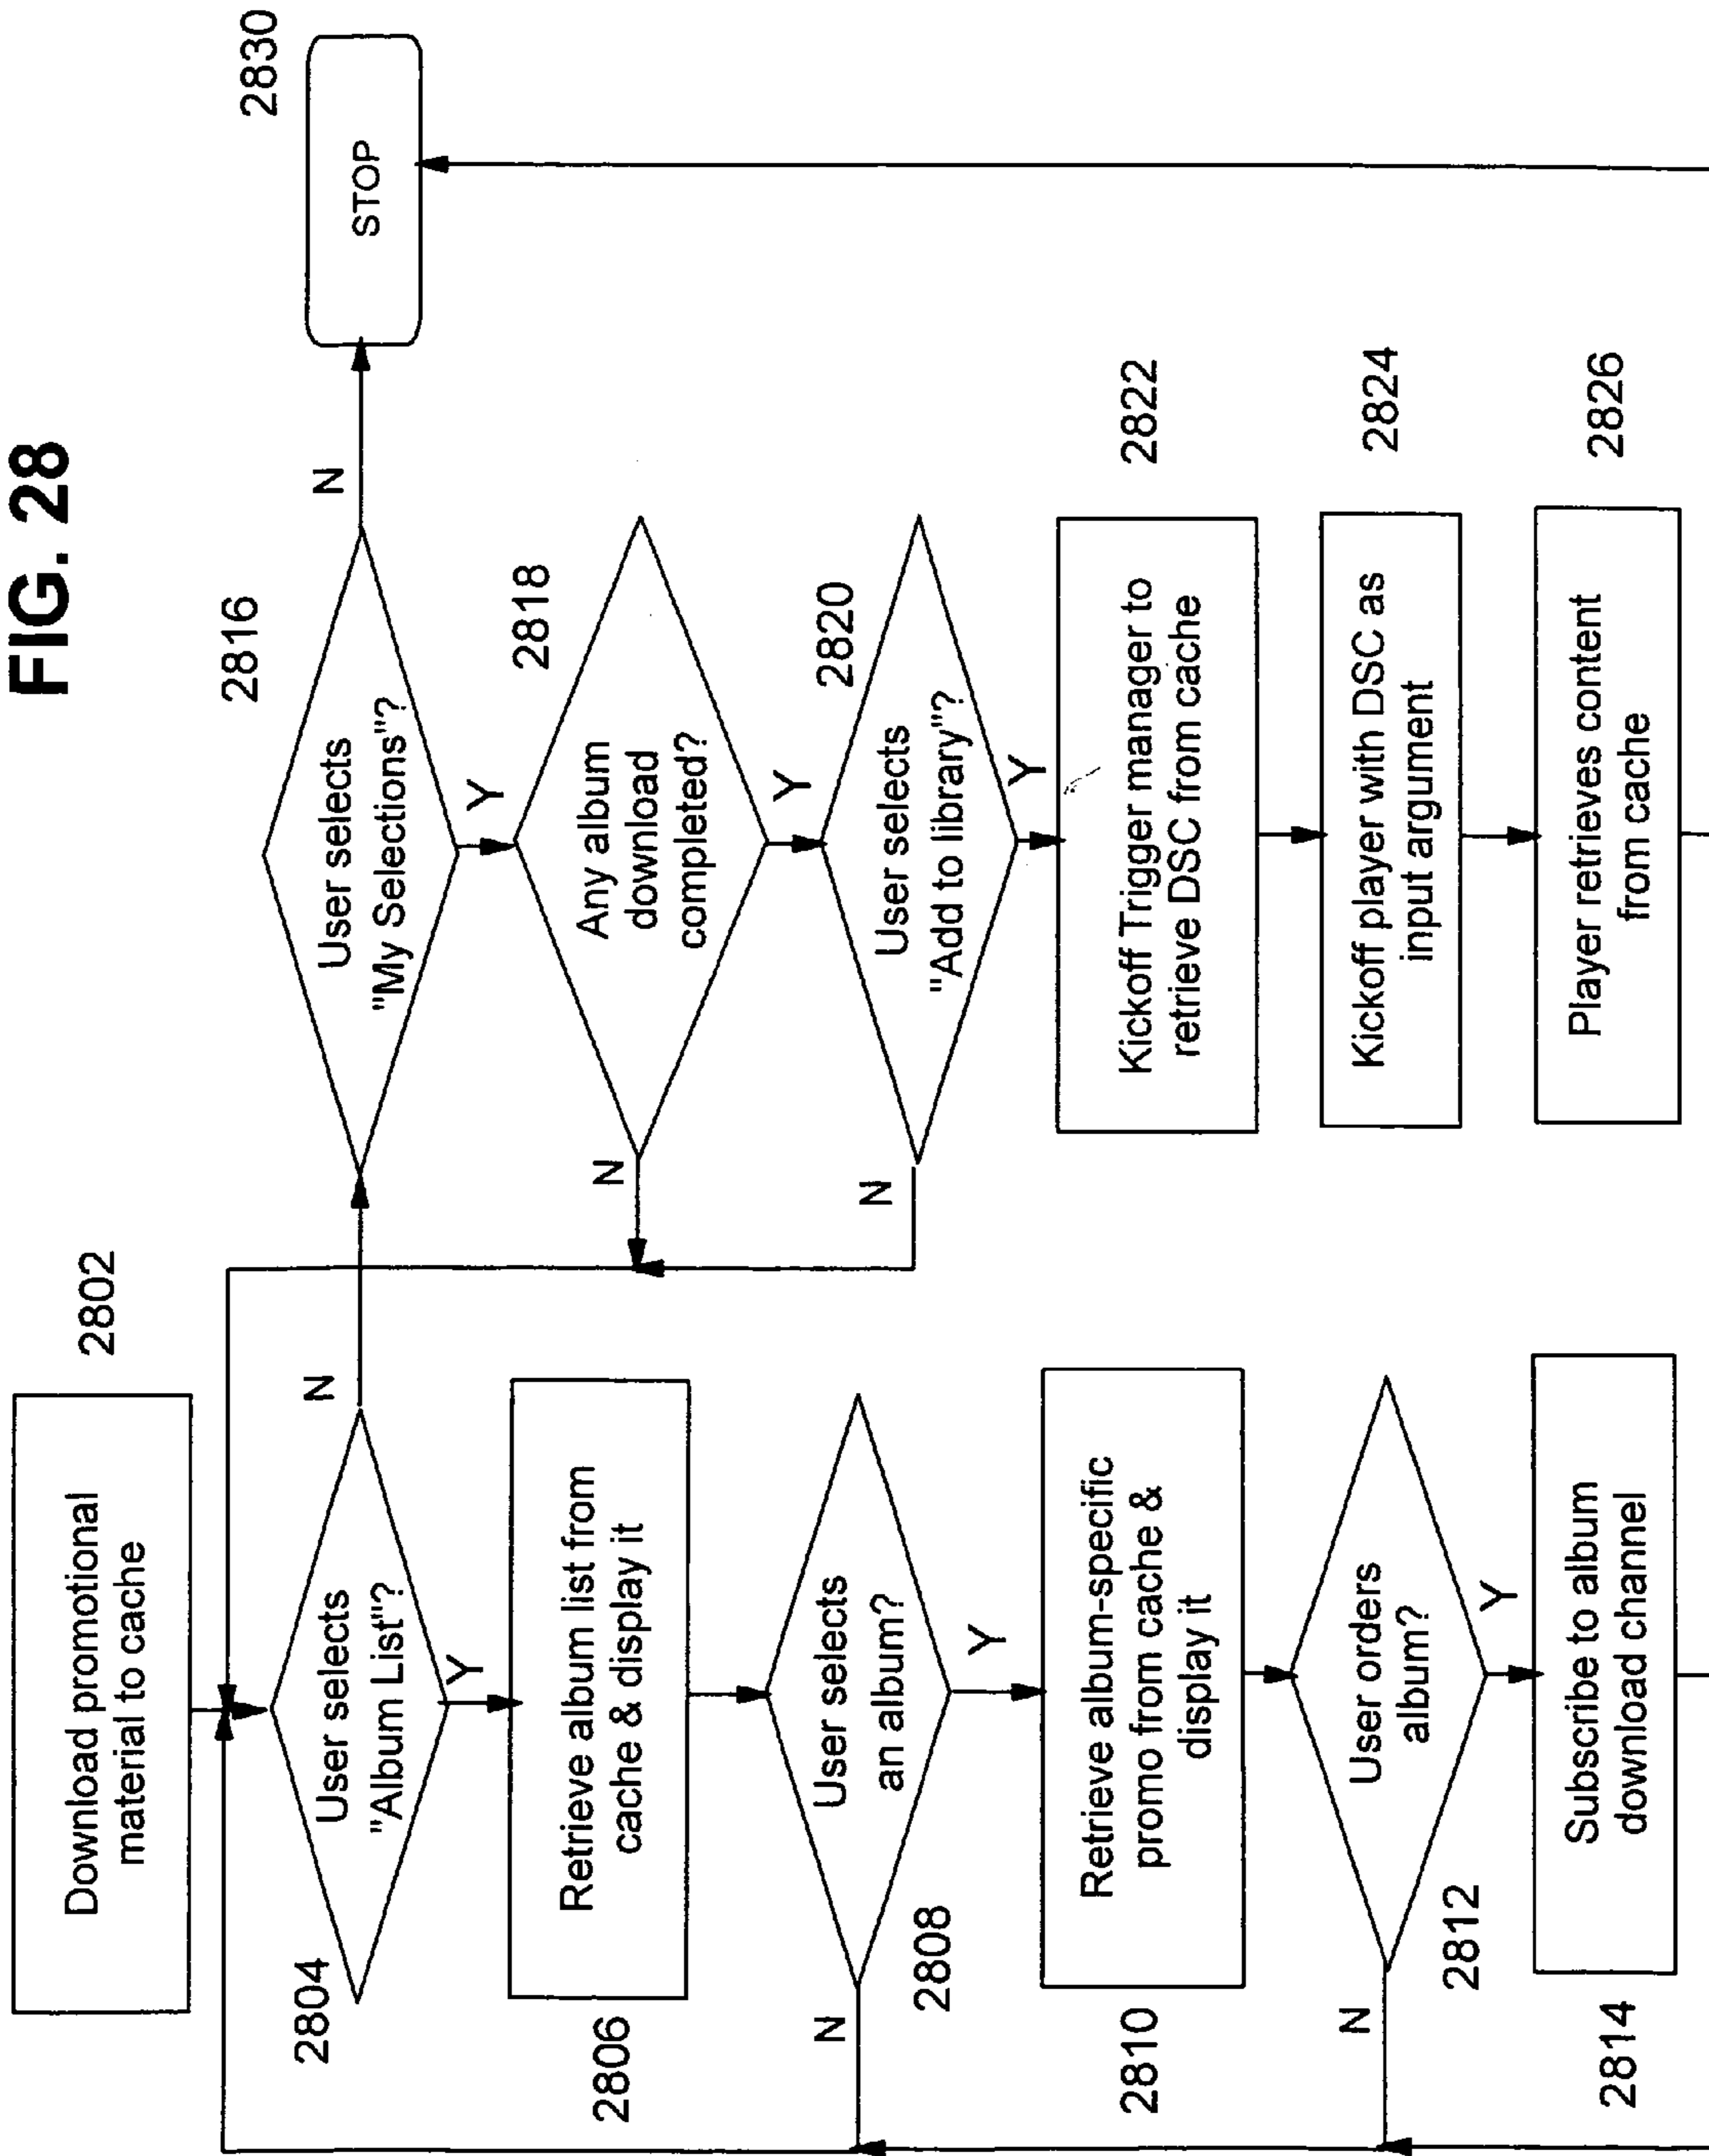 FIG. 28
Download promotional
material to cache
2802
User selects
"Album List"?
2804
N
Y
Retrieve album list from
cache & display it
2806
User selects
an album?
2808
N
Y
Retrieve album-specific
promo from cache &
display it
2810
User orders
album?
2812
N
Y
Subscribe to album
download channel
2814
User selects
"My Selections"?
2816
N
Y
STOP
2830
Any album
download
completed?
2818
N
Y
User selects
"Add to library"?
2820
N
Y
Kickoff Trigger manager to
retrieve DSC from cache
2822
Kickoff player with DSC as
input argument
2824
Player retrieves content
from cache
2826